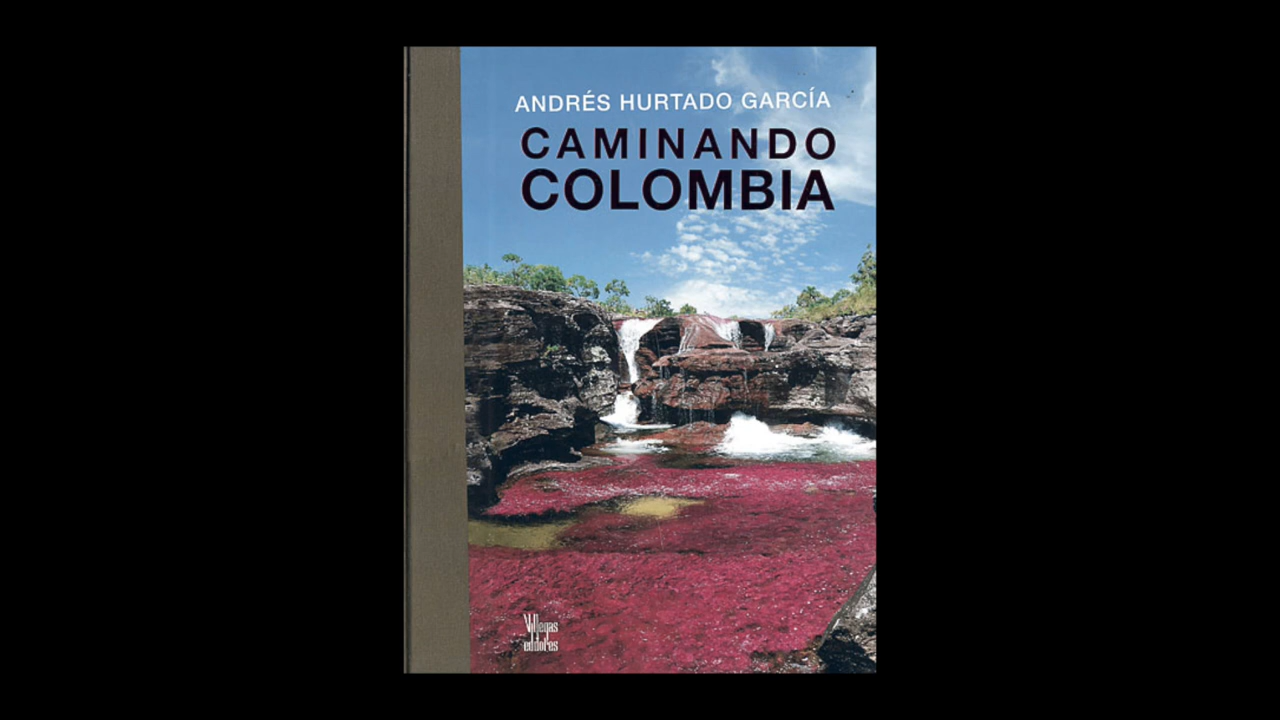 ANDRÉS HURTADO GARCÍA
CAMINANDO
COLOMBIA
Villegas
editores